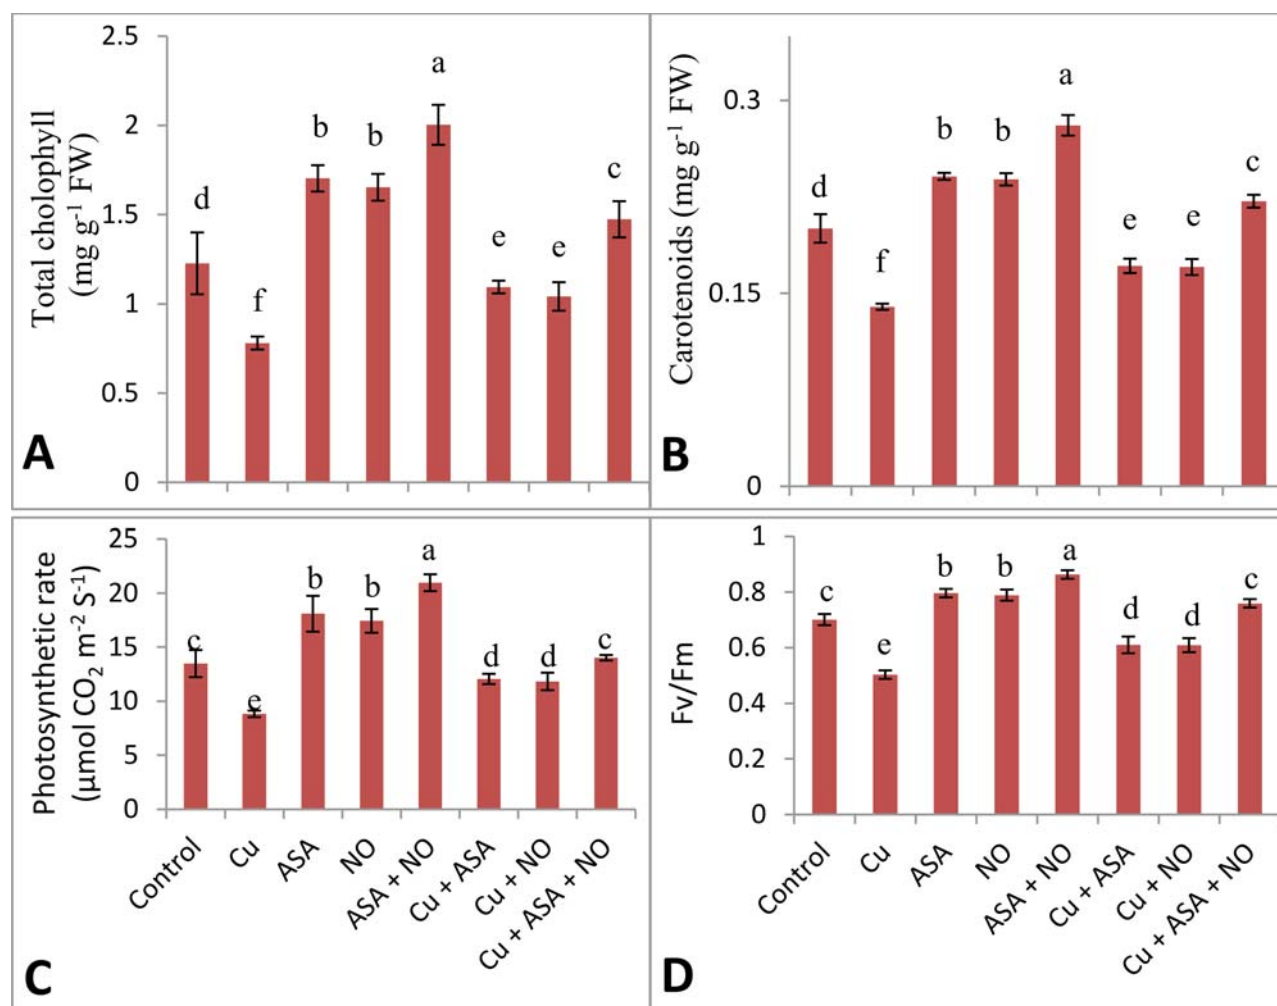 Total cholophyll
(mg g⁻¹ FW)
2.5
2
1.5
1
0.5
0
d
f
b
b
a
e
e
c
A
Carotenoids (mg g⁻¹ FW)
0.3
0.15
0
d
f
b
b
a
e
e
c
B
Photosynthetic rate
(µmol CO₂ m⁻² S⁻¹)
25
20
15
10
5
0
c
e
b
b
a
d
d
c
Control
Cu
ASA
NO
ASA + NO
Cu + ASA
Cu + NO
Cu + ASA + NO
C
Fv/Fm
1
0.8
0.6
0.4
0.2
0
c
e
b
b
a
d
d
c
Control
Cu
ASA
NO
ASA + NO
Cu + ASA
Cu + NO
Cu + ASA + NO
D